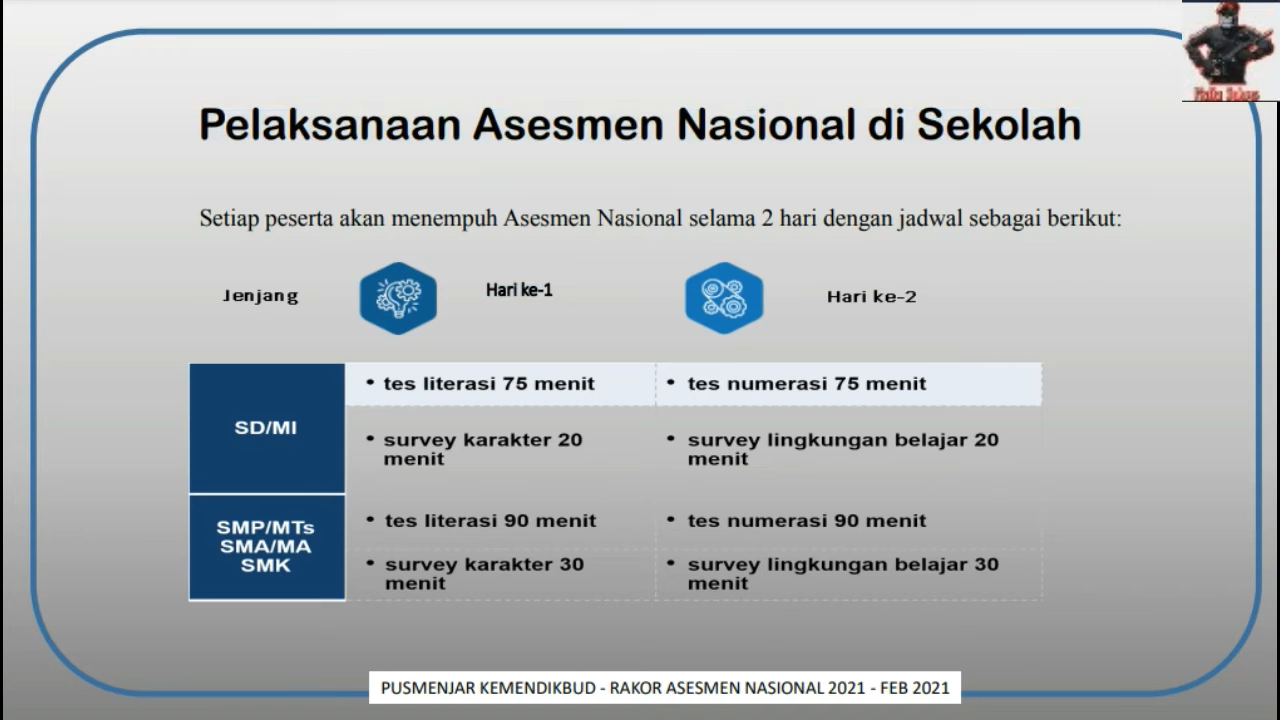 Pelaksanaan Asesmen Nasional di Sekolah
Setiap peserta akan menempuh Asesmen Nasional selama 2 hari dengan jadwal sebagai berikut:
Jenjang
Hari ke-1
Hari ke-2
SD/MI
• tes literasi 75 menit
• tes numerasi 75 menit
• survey karakter 20
menit
• survey lingkungan belajar 20
menit
SMP/MTs
SMA/MA
SMK
• tes literasi 90 menit
• tes numerasi 90 menit
• survey karakter 30
menit
• survey lingkungan belajar 30
menit
PUSMENJAR KEMENDIKBUD - RAKOR ASESMEN NASIONAL 2021 - FEB 2021